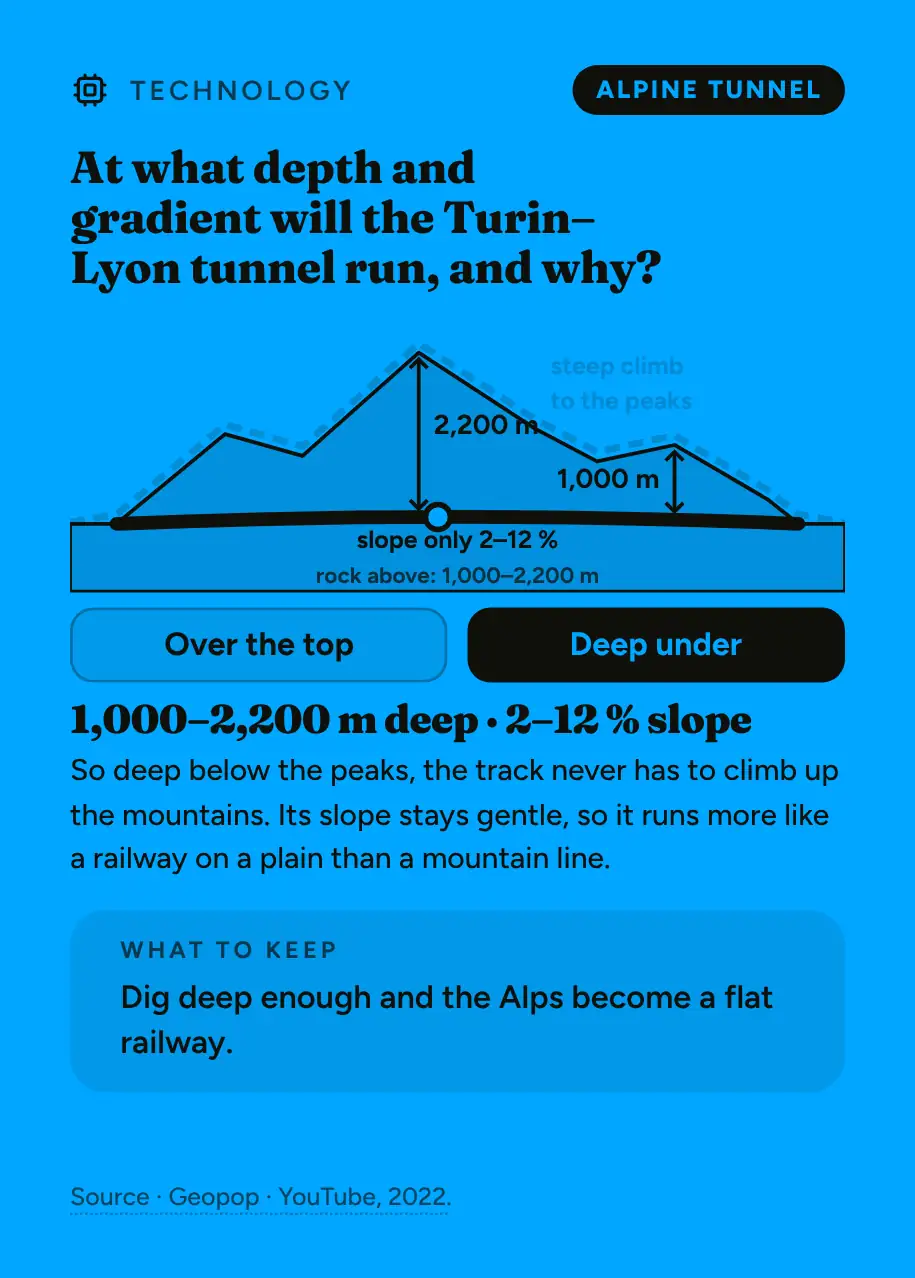 TECHNOLOGY
ALPINE TUNNEL
At what depth and
gradient will the Turin–
Lyon tunnel run, and why?
steep climb
to the peaks
2,200 m
1,000 m
slope only 2–12 %
rock above: 1,000–2,200 m
Over the top
Deep under
1,000–2,200 m deep • 2–12 % slope
So deep below the peaks, the track never has to climb up
the mountains. Its slope stays gentle, so it runs more like
a railway on a plain than a mountain line.
WHAT TO KEEP
Dig deep enough and the Alps become a flat
railway.
Source · Geopop · YouTube, 2022.